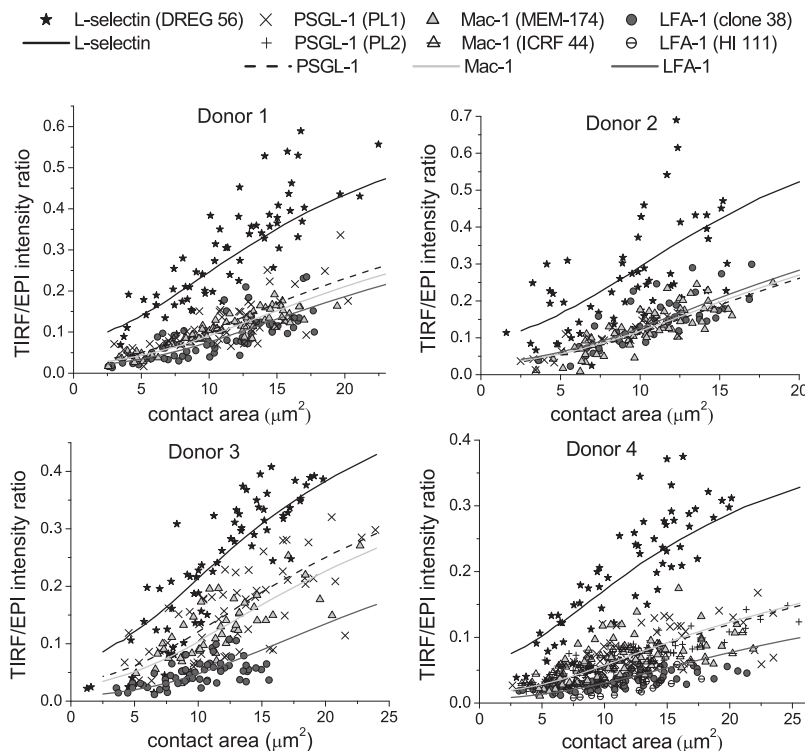 L-selectin (DREG 56) PSGL-1 (PL1) Mac-1 (MEM-174) LFA-1 (clone 38)
L-selectin PSGL-1 (PL2) Mac-1 (ICRF 44) LFA-1 (HI 111)
PSGL-1 Mac-1 LFA-1
Donor 1
TIRF/EPI intensity ratio
0.6
0.5
0.4
0.3
0.2
0.1
0.0
0 5 10 15 20
contact area (μm²)
Donor 2
TIRF/EPI intensity ratio
0.7
0.6
0.5
0.4
0.3
0.2
0.1
0.0
0 5 10 15 20
contact area (μm²)
Donor 3
TIRF/EPI intensity ratio
0.4
0.3
0.2
0.1
0.0
0 5 10 15 20 25
contact area (μm²)
Donor 4
TIRF/EPI intensity ratio
0.4
0.3
0.2
0.1
0.0
0 5 10 15 20 25
contact area (μm²)